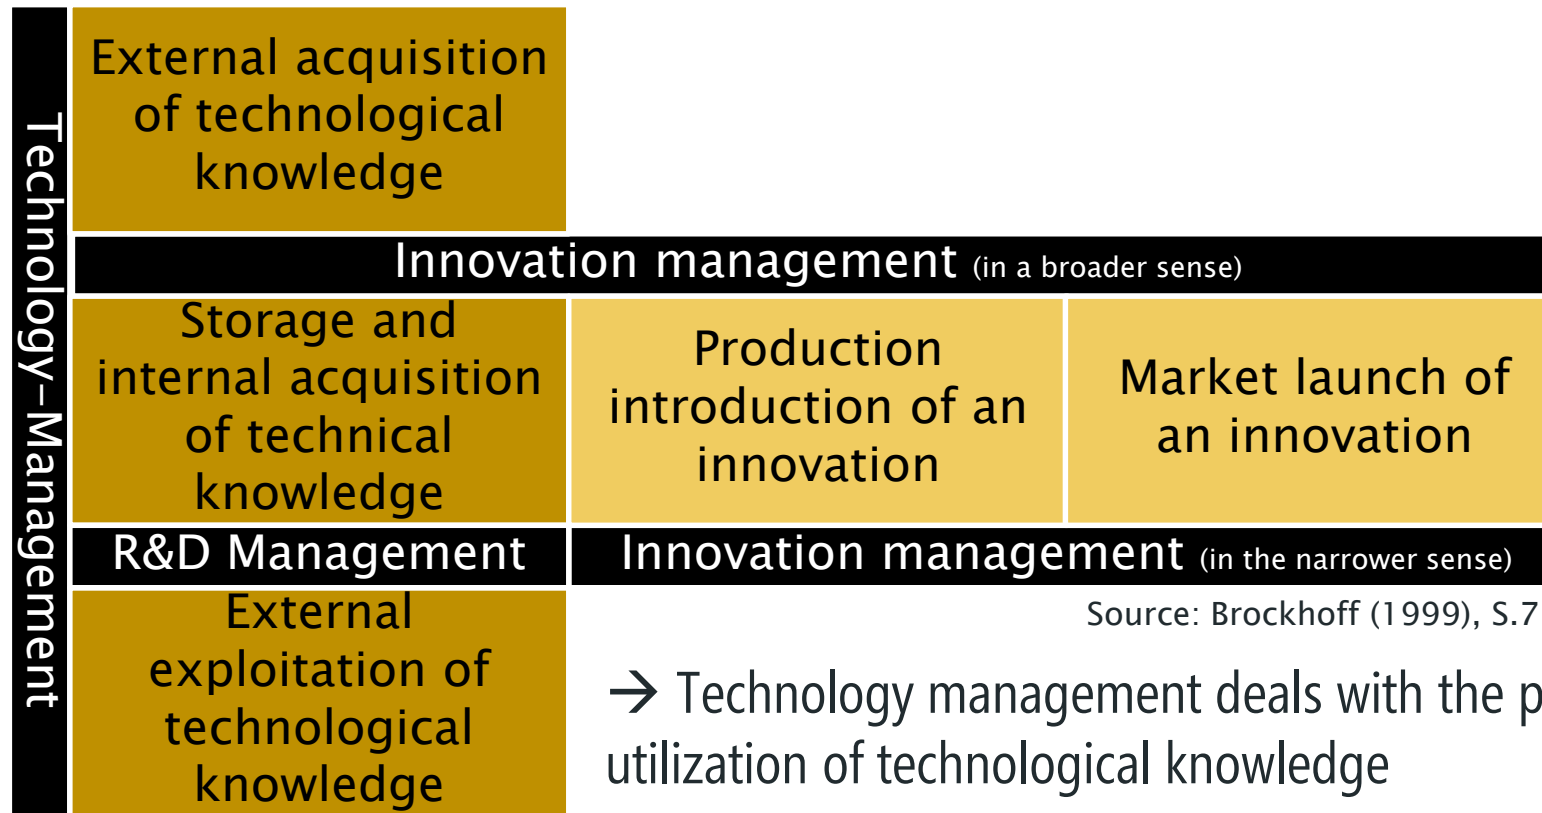 Technology-Management
External acquisition
of technological
knowledge
Innovation management (in a broader sense)
Storage and
internal acquisition
of technical
knowledge
Production
introduction of an
innovation
Market launch of
an innovation
R&D Management
Innovation management (in the narrower sense)
Source: Brockhoff (1999), S.7
External
exploitation of
technological
knowledge
→ Technology management deals with the
utilization of technological knowledge